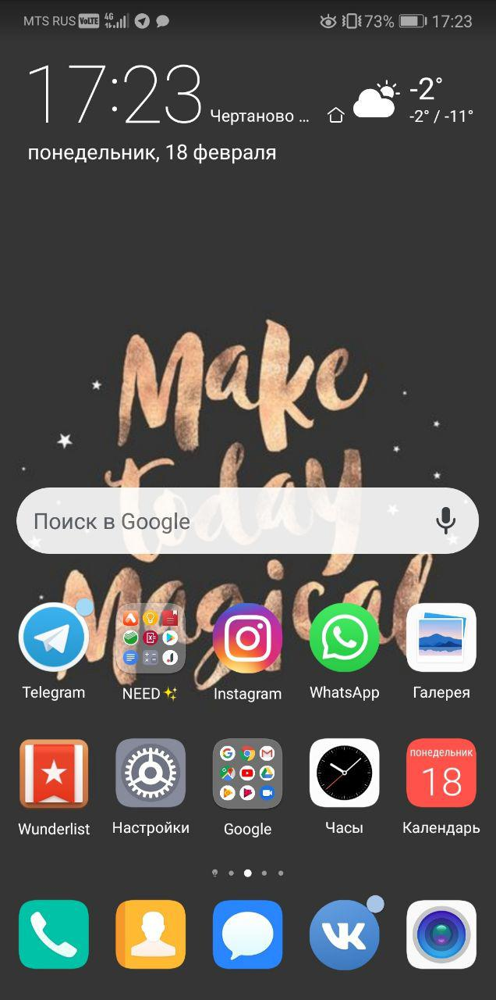 MTS RUS VoLTE 4G 73% 17:23
17:23 Чертаново ... -2°
-2° / -11°
понедельник, 18 февраля
Make
today
Поиск в Google
Magical
Telegram NEED✨ Instagram WhatsApp Галерея
понедельник
18
Wunderlist Настройки Google Часы Календарь